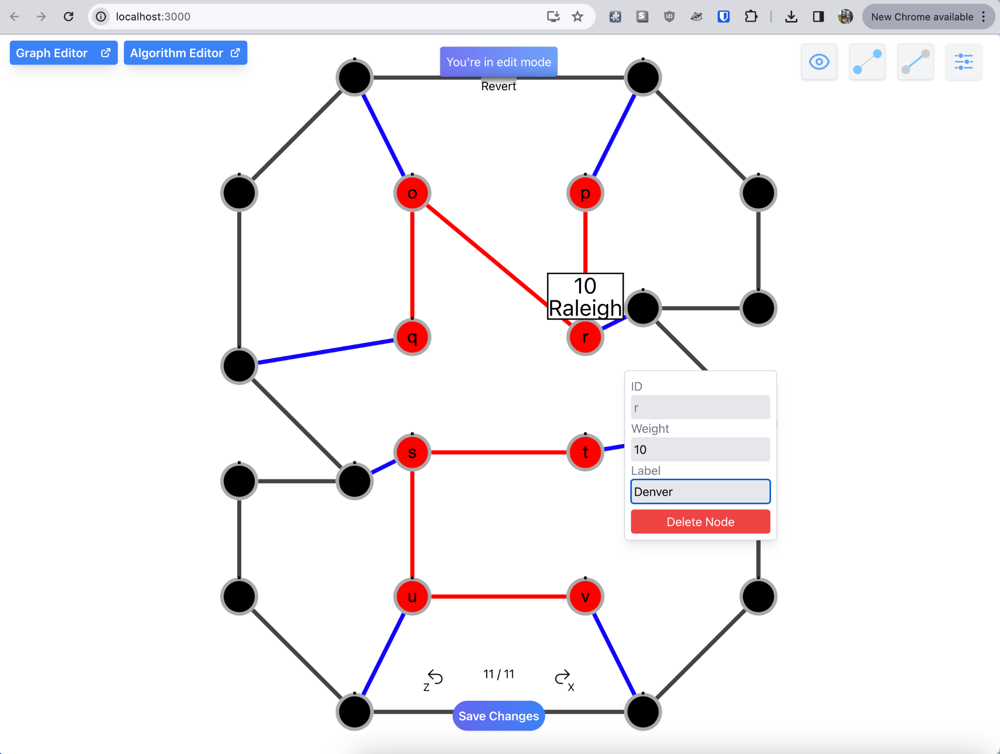 localhost:3000
New Chrome available
Graph Editor
Algorithm Editor
You're in edit mode
Revert
o
p
10
Raleigh
q
r
ID
r
Weight
10
Label
Denver
Delete Node
s
t
u
v
Z
11 / 11
X
Save Changes